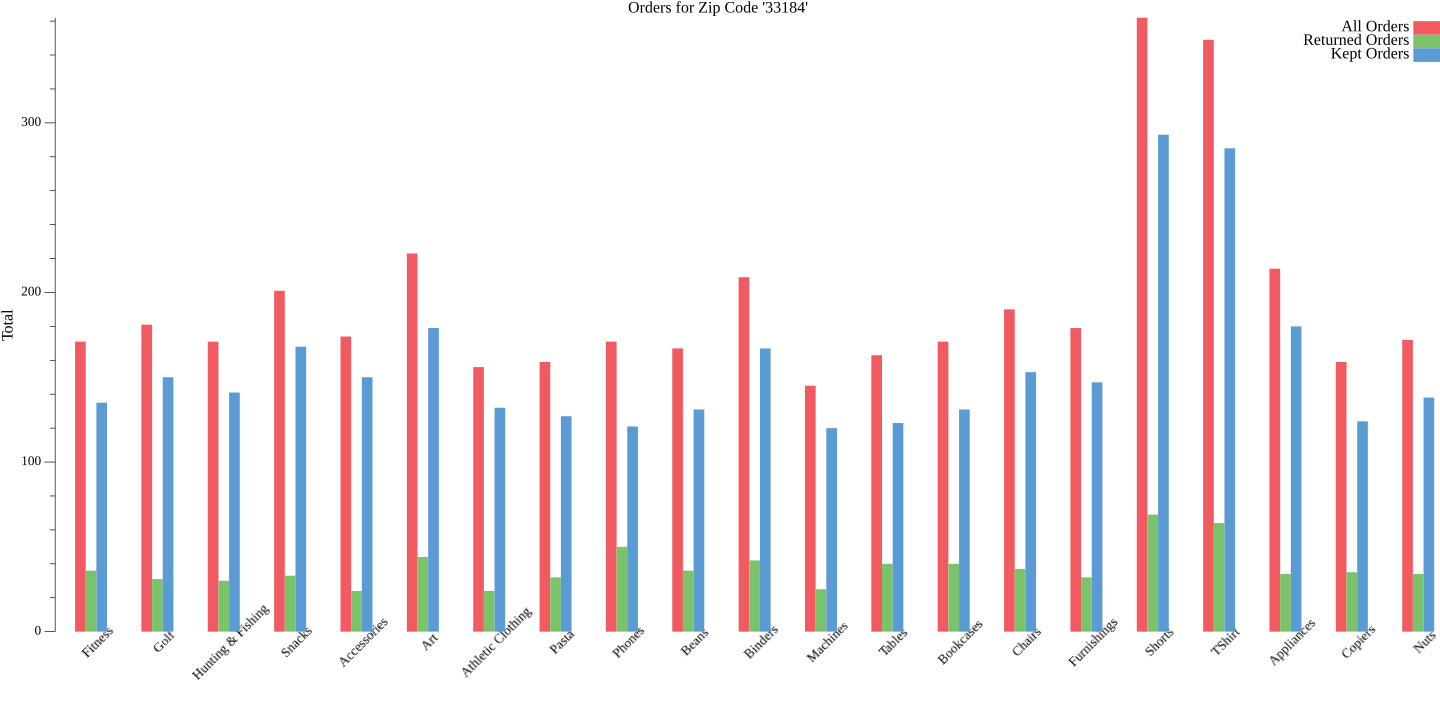 Orders for Zip Code '33184'
All Orders
Returned Orders
Kept Orders
Total
300
200
100
0
Fitness
Golf
Hunting & Fishing
Snacks
Accessories
Art
Athletic Clothing
Pasta
Phones
Beans
Binders
Machines
Tables
Bookcases
Chairs
Furnishings
Shorts
TShirt
Appliances
Copiers
Nuts